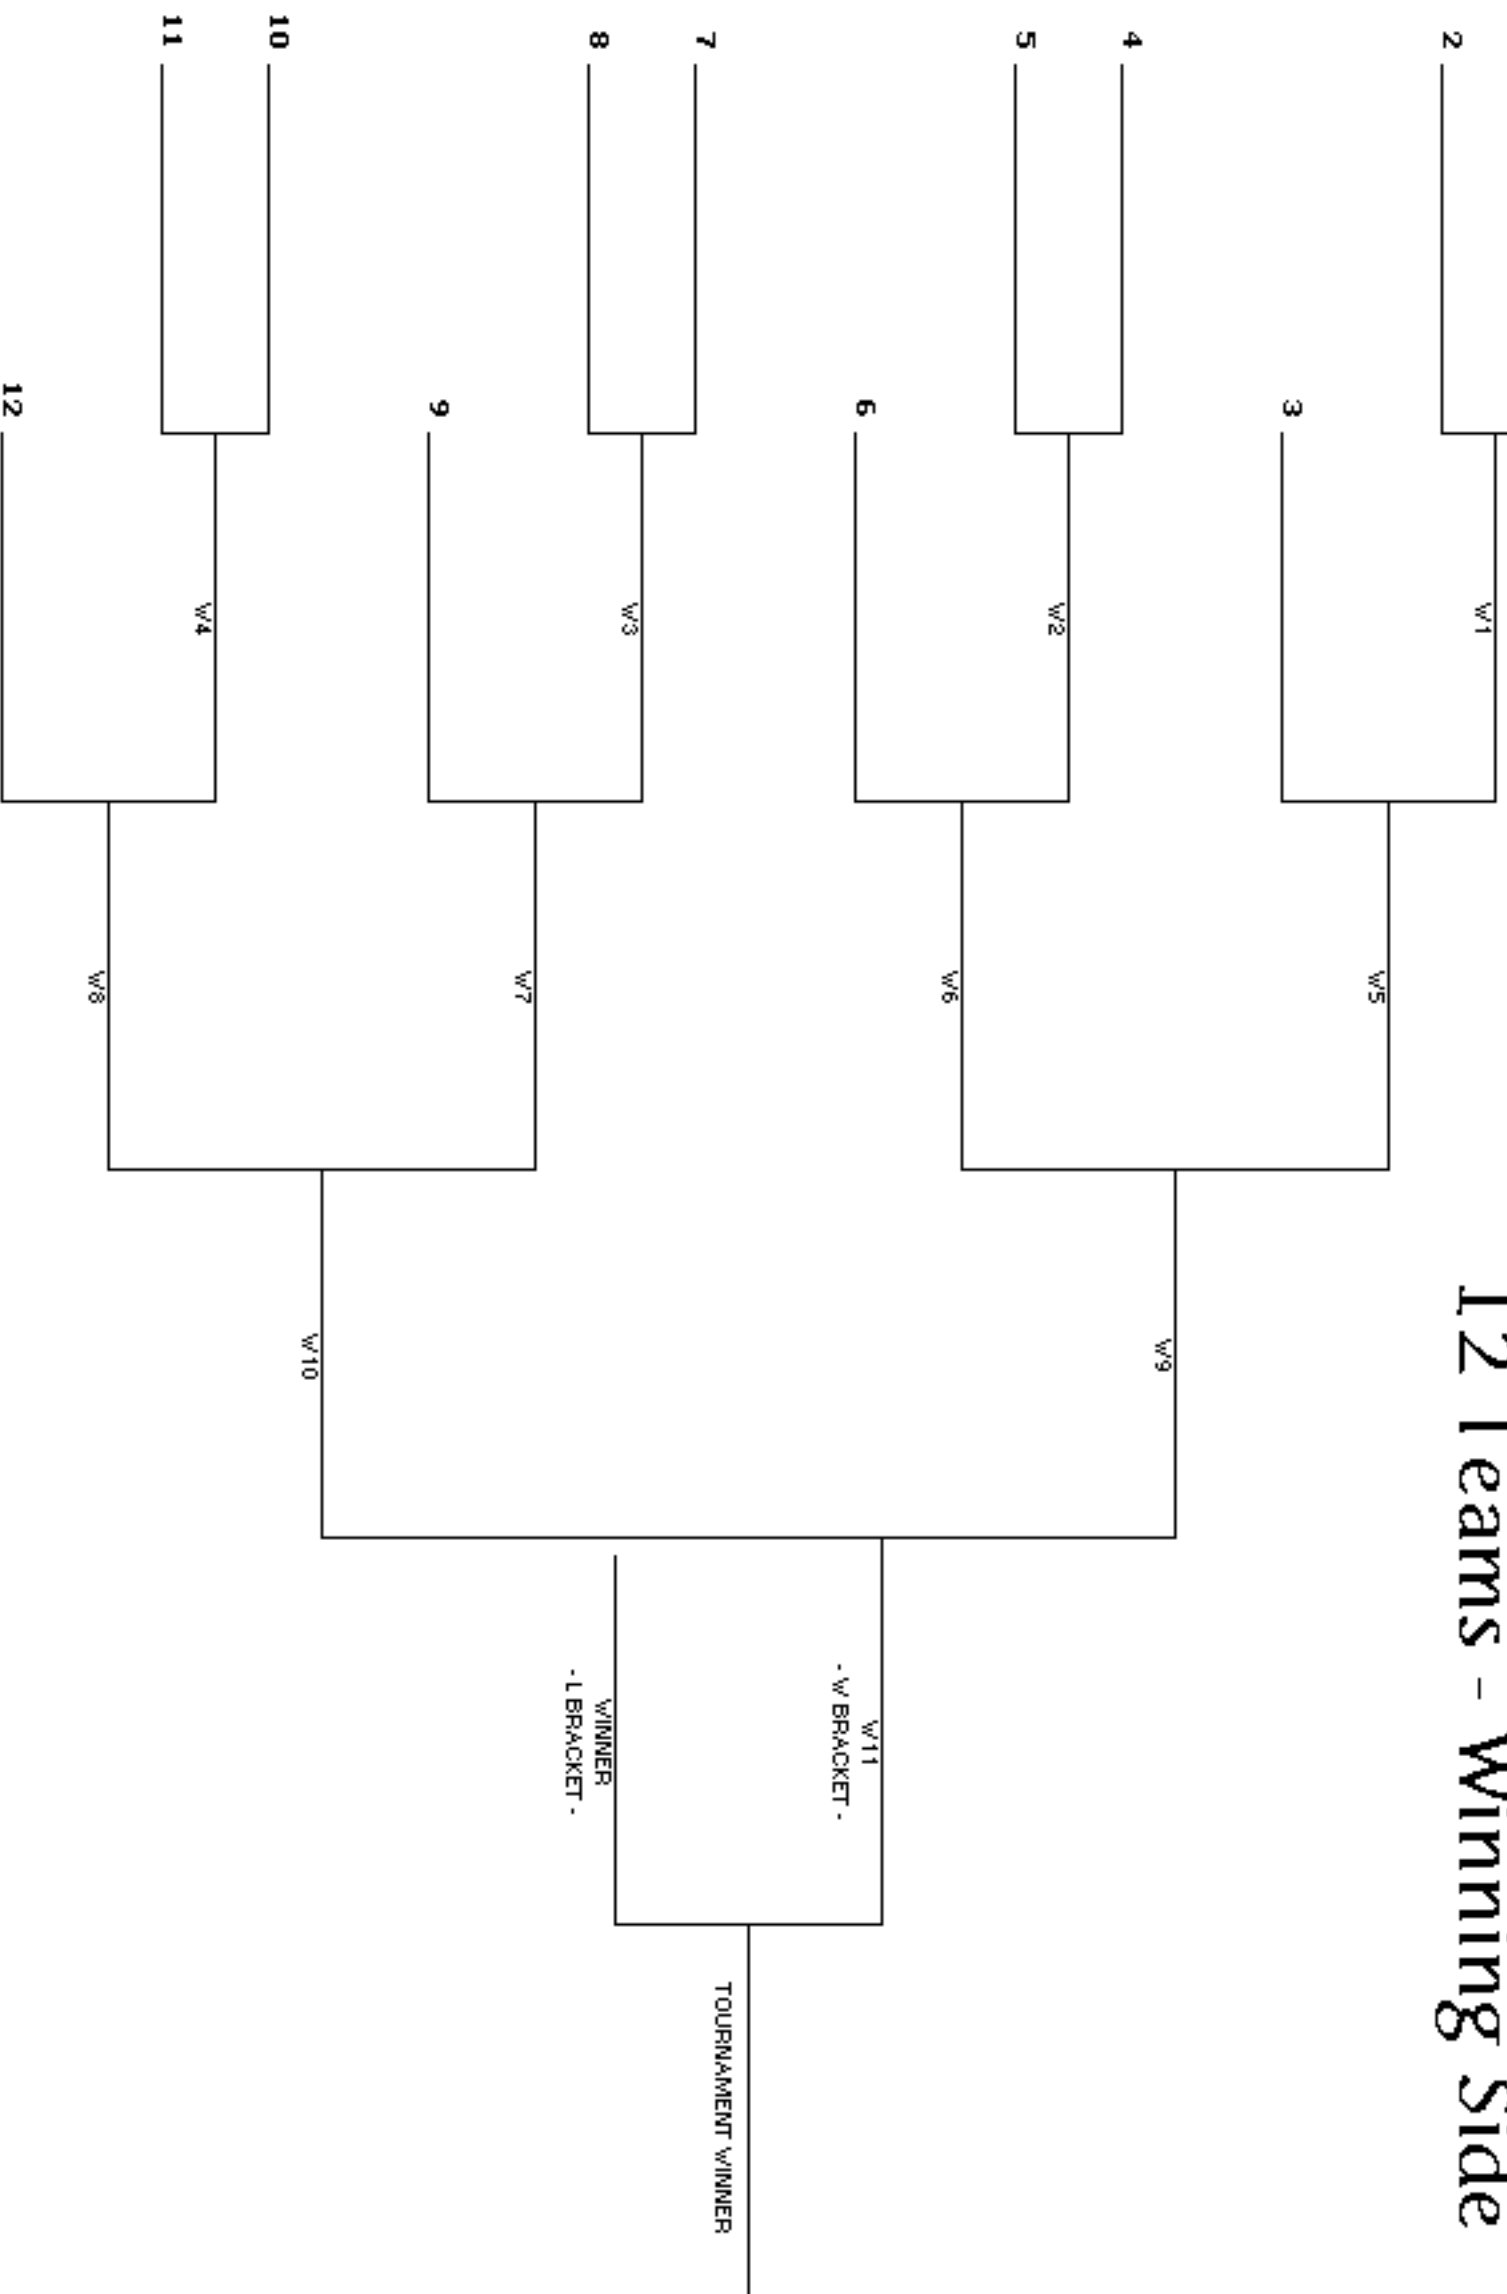 12 Teams - Winning Side
2
W1
3
W5
4
W2
5
W9
6
W6
W11
- W BRACKET -
TOURNAMENT WINNER
WINNER
- L BRACKET -
7
W3
8
W7
9
W10
10
W4
11
W8
12